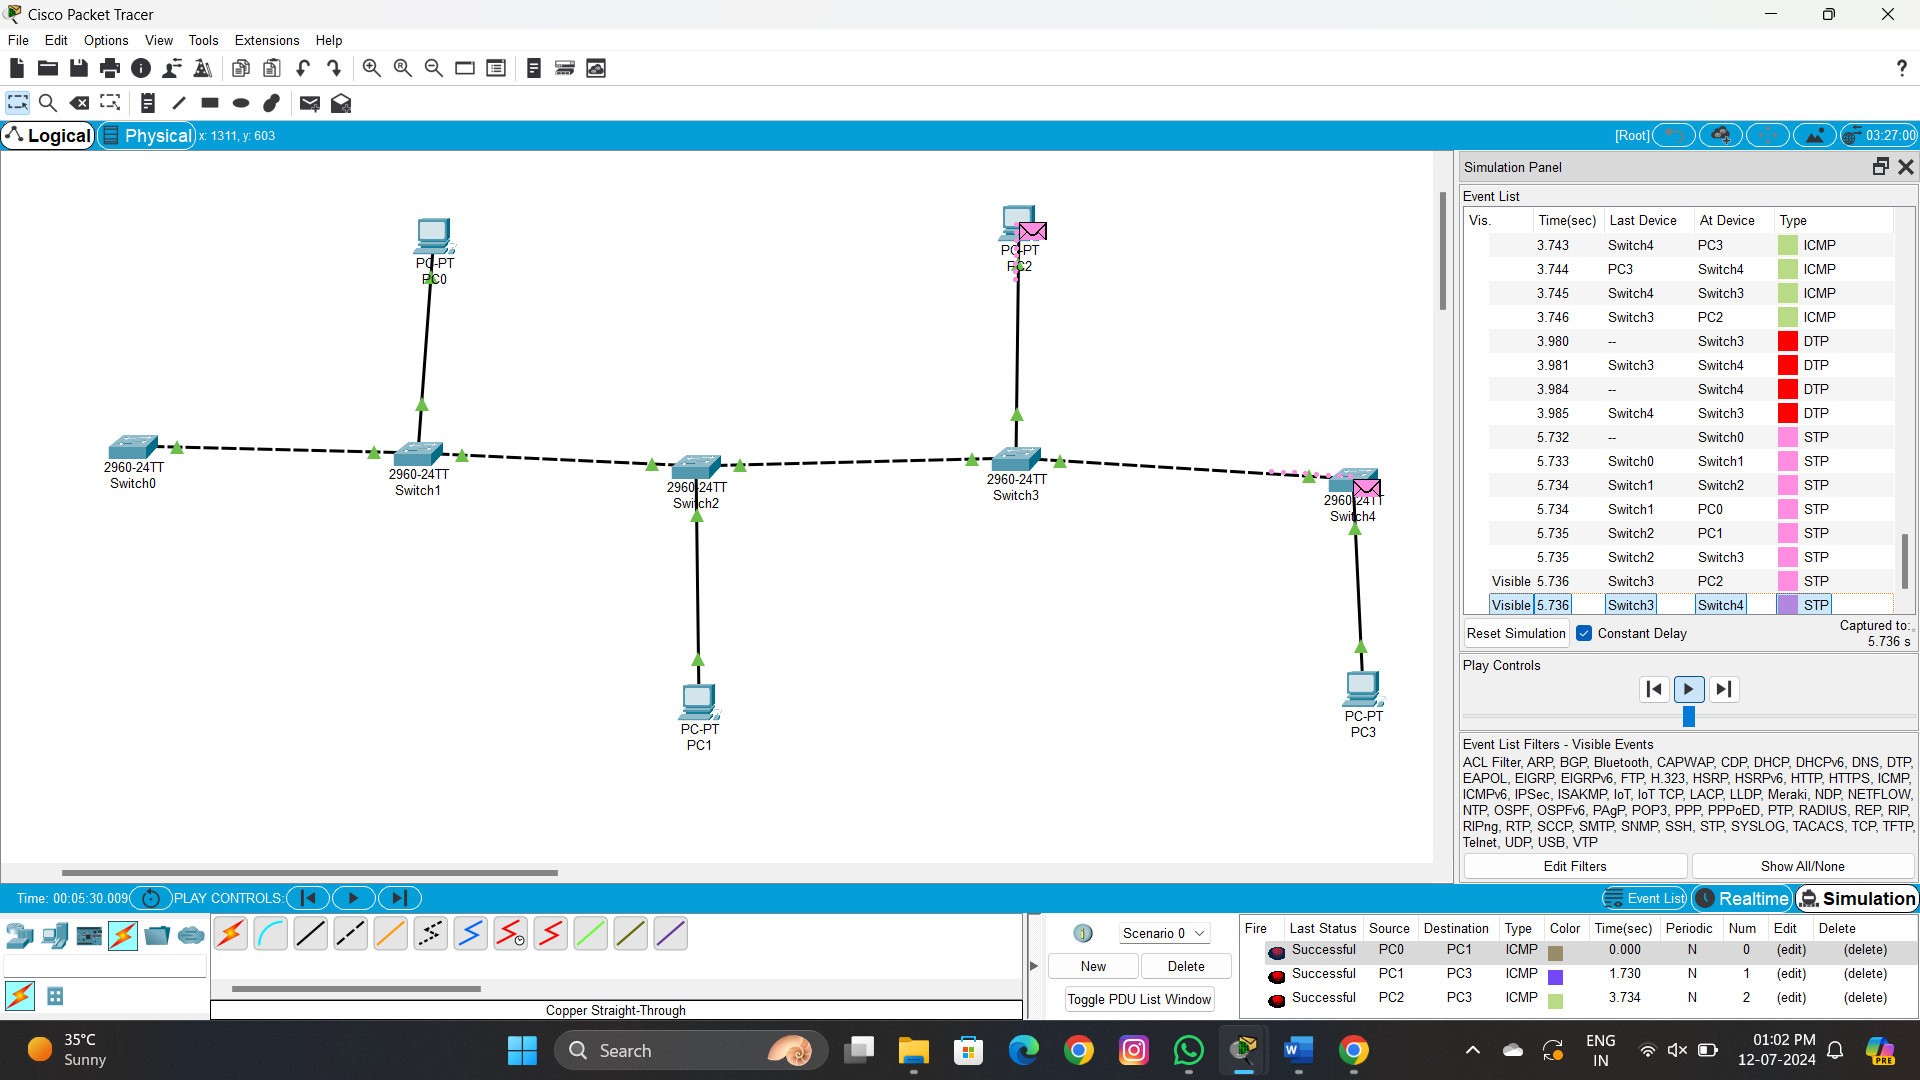 Cisco Packet Tracer
File Edit Options View Tools Extensions Help
Logical Physical x: 1311, y: 603 [Root] 03:27:00
PC-PT
PC0
PC-PT
PC2
2960-24TT
Switch0
2960-24TT
Switch1
2960-24TT
Switch2
2960-24TT
Switch3
2960-24TT
Switch4
PC-PT
PC1
PC-PT
PC3
Simulation Panel
Event List
Vis. Time(sec) Last Device At Device Type
3.743 Switch4 PC3 ICMP
3.744 PC3 Switch4 ICMP
3.745 Switch4 Switch3 ICMP
3.746 Switch3 PC2 ICMP
3.980 -- Switch3 DTP
3.981 Switch3 Switch4 DTP
3.984 -- Switch4 DTP
3.985 Switch4 Switch3 DTP
5.732 -- Switch0 STP
5.733 Switch0 Switch1 STP
5.734 Switch1 Switch2 STP
5.734 Switch1 PC0 STP
5.735 Switch2 PC1 STP
5.735 Switch2 Switch3 STP
Visible 5.736 Switch3 PC2 STP
Visible 5.736 Switch3 Switch4 STP
Reset Simulation Constant Delay Captured to:
5.736 s
Play Controls
Event List Filters - Visible Events
ACL Filter, ARP, BGP, Bluetooth, CAPWAP, CDP, DHCP, DHCPv6, DNS, DTP,
EAPOL, EIGRP, EIGRPv6, FTP, H.323, HSRP, HSRPv6, HTTP, HTTPS, ICMP,
ICMPv6, IPSec, ISAKMP, IoT, IoT TCP, LACP, LLDP, Meraki, NDP, NETFLOW,
NTP, OSPF, OSPFv6, PAgP, POP3, PPP, PPPoED, PTP, RADIUS, REP, RIP,
RIPng, RTP, SCCP, SMTP, SNMP, SSH, STP, SYSLOG, TACACS, TCP, TFTP,
Telnet, UDP, USB, VTP
Edit Filters Show All/None
Time: 00:05:30.009 PLAY CONTROLS: Event List Realtime Simulation
Copper Straight-Through
Scenario 0
New Delete
Toggle PDU List Window
Fire Last Status Source Destination Type Color Time(sec) Periodic Num Edit Delete
Successful PC0 PC1 ICMP 0.000 N 0 (edit) (delete)
Successful PC1 PC3 ICMP 1.730 N 1 (edit) (delete)
Successful PC2 PC3 ICMP 3.734 N 2 (edit) (delete)
35°C
Sunny
Search
ENG
IN
01:02 PM
12-07-2024
PRE